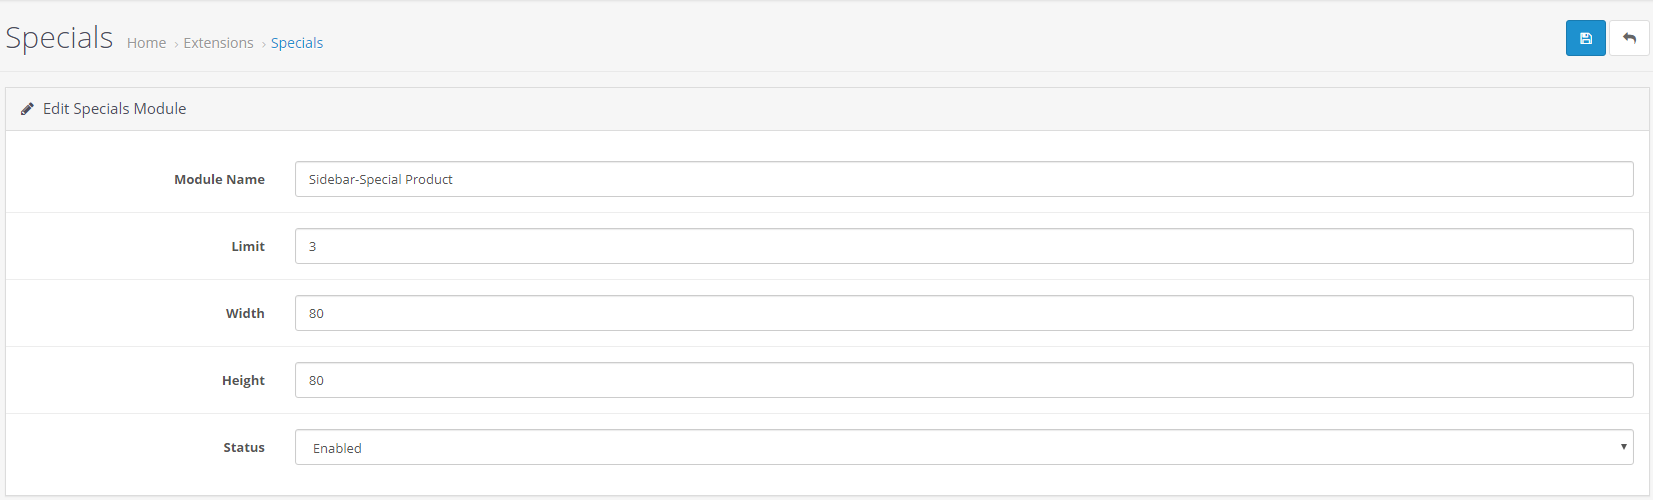 Specials Home › Extensions › Specials
Edit Specials Module
Module Name Sidebar-Special Product
Limit 3
Width 80
Height 80
Status Enabled